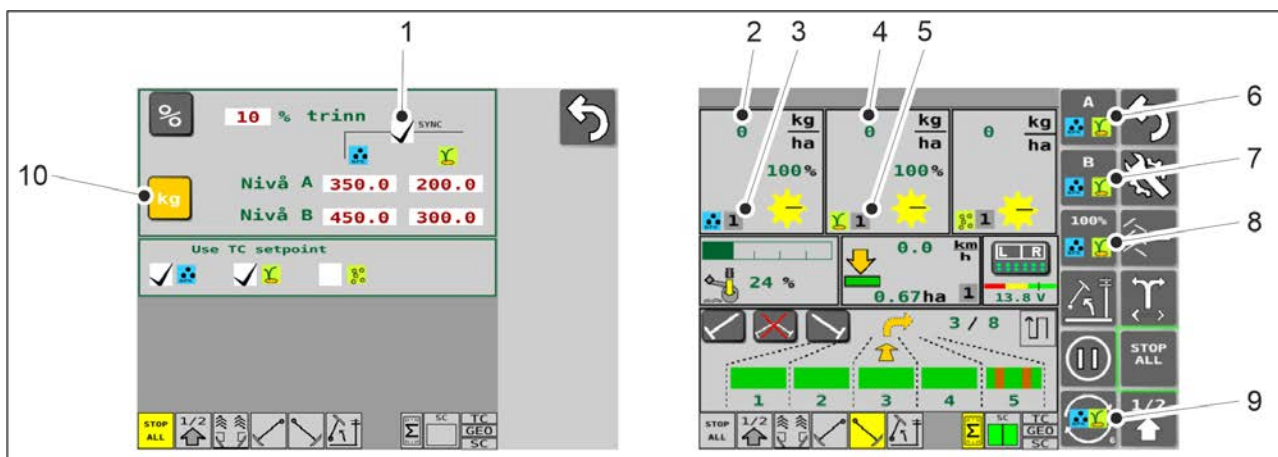 1
2
3
4
5
6
7
8
9
10
%
10 % trinn
SYNC
kg
Nivå A 350.0 200.0
Nivå B 450.0 300.0
Use TC setpoint
STOP ALL
1/2
Σ
SC
TC
GEO
SC
0 kg/ha
100%
1
0 kg/ha
100%
1
0 kg/ha
1
24 %
0.0 km/h
0.67ha 1
L R
13.8 V
3 / 8
1 2 3 4 5
STOP ALL
1/2
Σ
SC
TC
GEO
SC
A
B
100%
STOP ALL
6
1/2